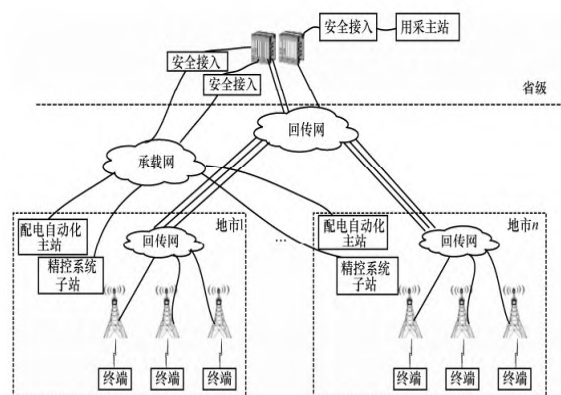 安全接入
用采主站
安全接入
安全接入
省级
回传网
承载网
配电自动化
主站
地市1
回传网
精控系统
子站
终端
终端
终端
...
配电自动化
主站
地市n
回传网
精控系统
子站
终端
终端
终端